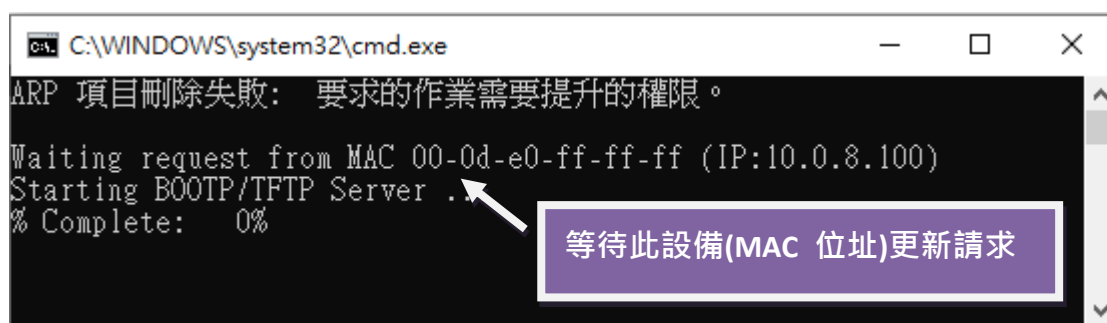 C:\WINDOWS\system32\cmd.exe
ARP 項目刪除失敗: 要求的作業需要提升的權限。
Waiting request from MAC 00-0d-e0-ff-ff-ff (IP:10.0.8.100)
Starting BOOTP/TFTP Server ..
% Complete: 0%
等待此設備(MAC 位址)更新請求